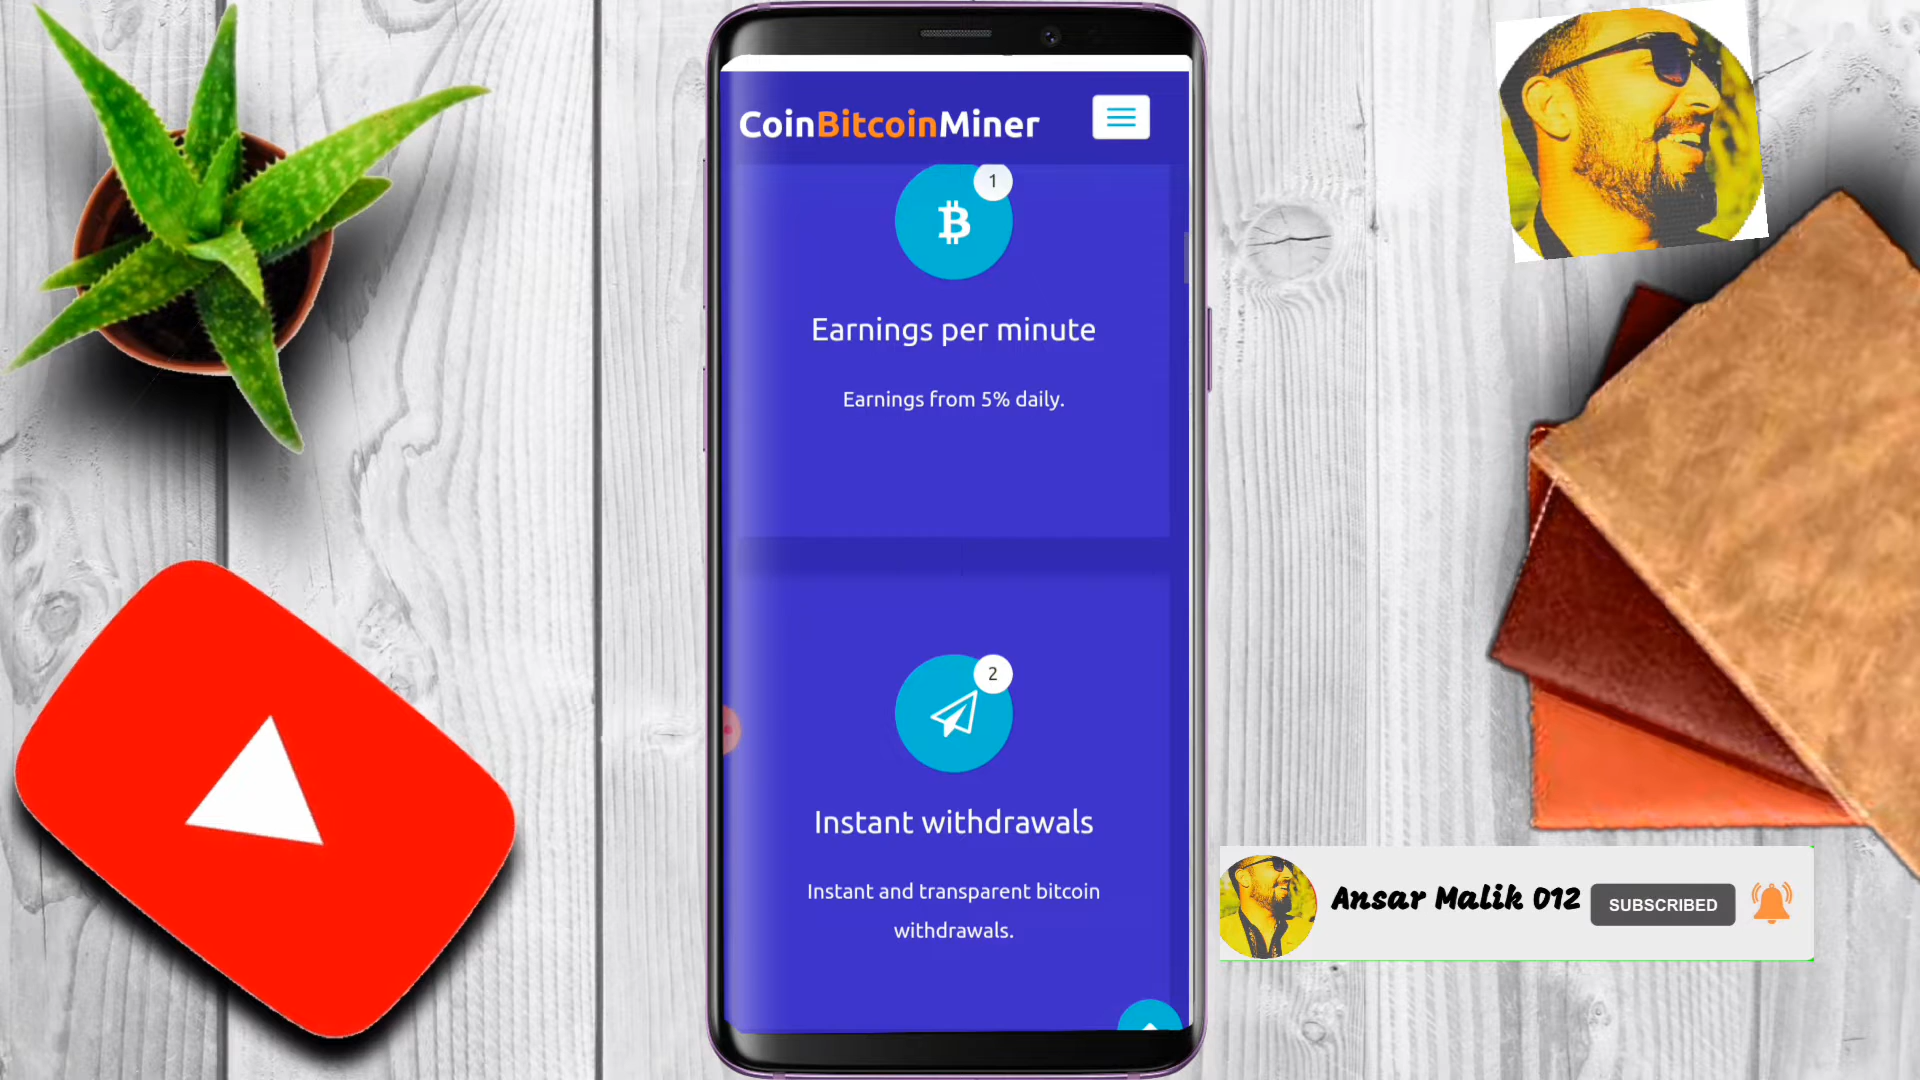 CoinBitcoinMiner
1
Earnings per minute
Earnings from 5% daily.
2
Instant withdrawals
Instant and transparent bitcoin
withdrawals.
Ansar Malik 012
SUBSCRIBED